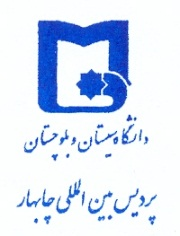 دانشگاه سیستان و بلوچستان
پردیس بین المللی چابهار